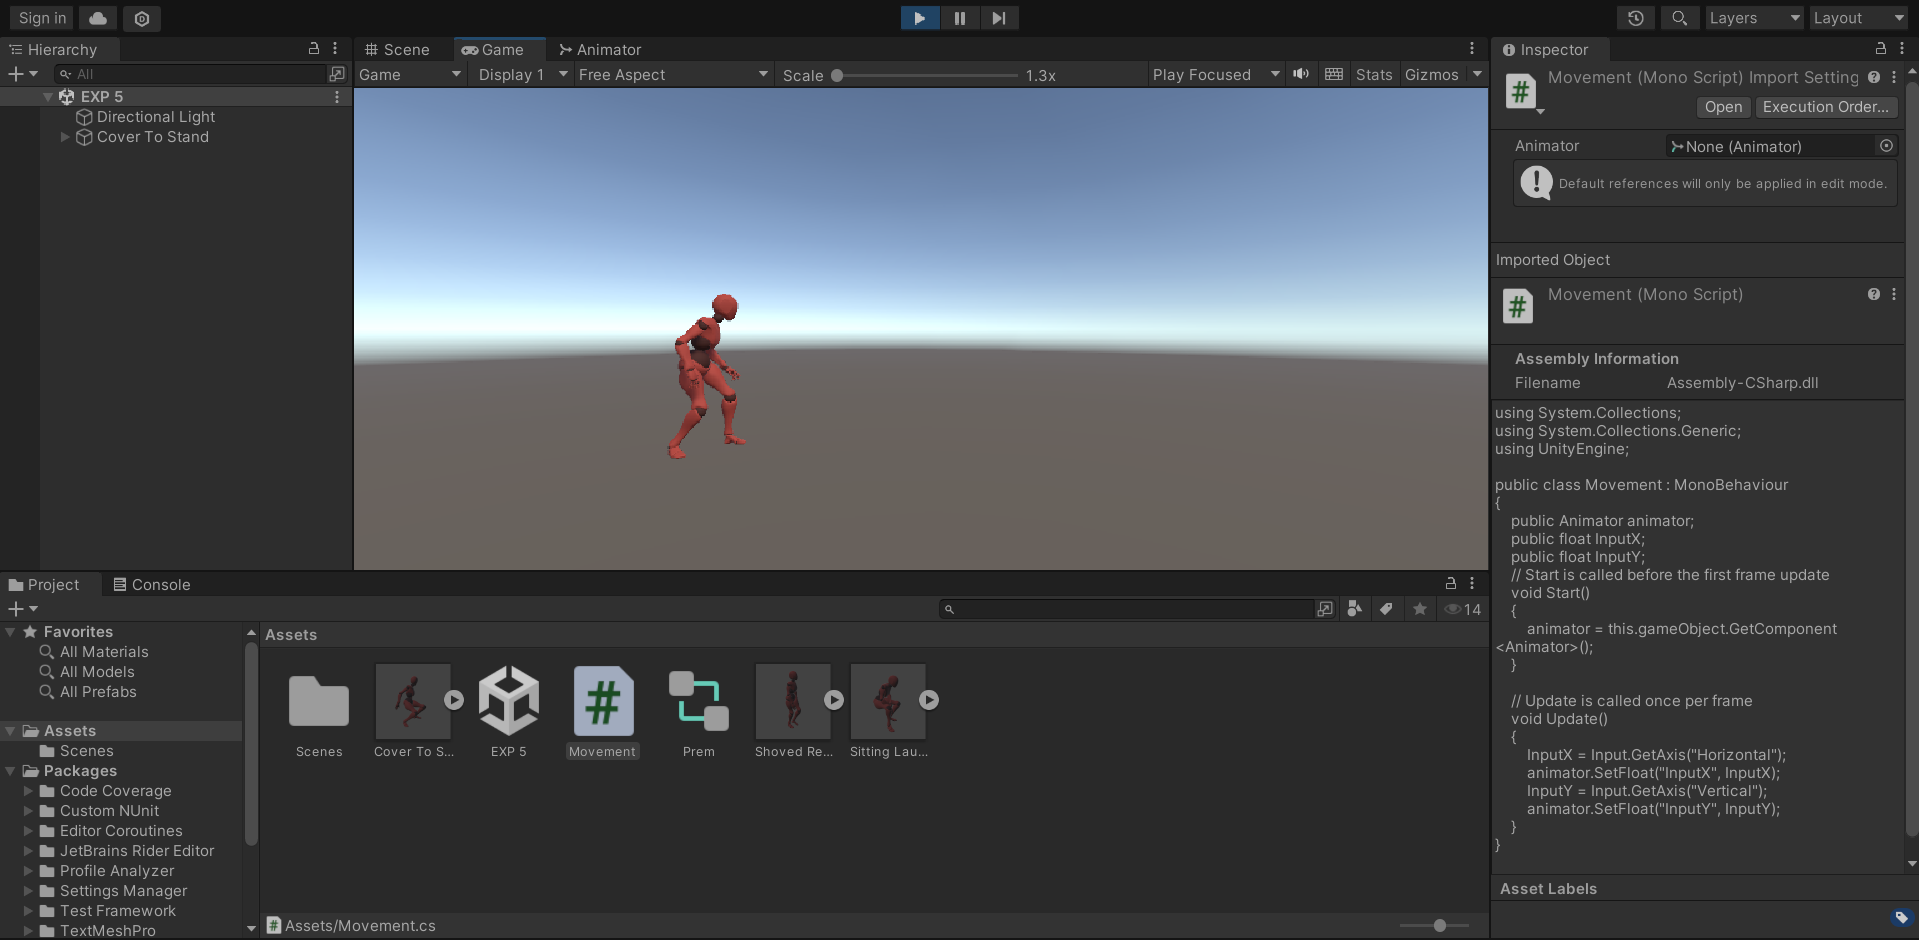 Sign in
Layers
Layout
Hierarchy
All
EXP 5
Directional Light
Cover To Stand
Scene
Game
Animator
Game
Display 1
Free Aspect
Scale
1.3x
Play Focused
Stats
Gizmos
Inspector
Movement (Mono Script) Import Setting
Open
Execution Order...
Animator
None (Animator)
Default references will only be applied in edit mode.
Imported Object
Movement (Mono Script)
Assembly Information
Filename
Assembly-CSharp.dll
using System.Collections;
using System.Collections.Generic;
using UnityEngine;
public class Movement : MonoBehaviour
{
public Animator animator;
public float InputX;
public float InputY;
// Start is called before the first frame update
void Start()
{
animator = this.gameObject.GetComponent
<Animator>();
}
// Update is called once per frame
void Update()
{
InputX = Input.GetAxis("Horizontal");
animator.SetFloat("InputX", InputX);
InputY = Input.GetAxis("Vertical");
animator.SetFloat("InputY", InputY);
}
}
Asset Labels
Project
Console
14
Favorites
All Materials
All Models
All Prefabs
Assets
Scenes
Packages
Code Coverage
Custom NUnit
Editor Coroutines
JetBrains Rider Editor
Profile Analyzer
Settings Manager
Test Framework
TextMeshPro
Assets
Scenes
Cover To S...
EXP 5
Movement
Prem
Shoved Re...
Sitting Lau...
Assets/Movement.cs